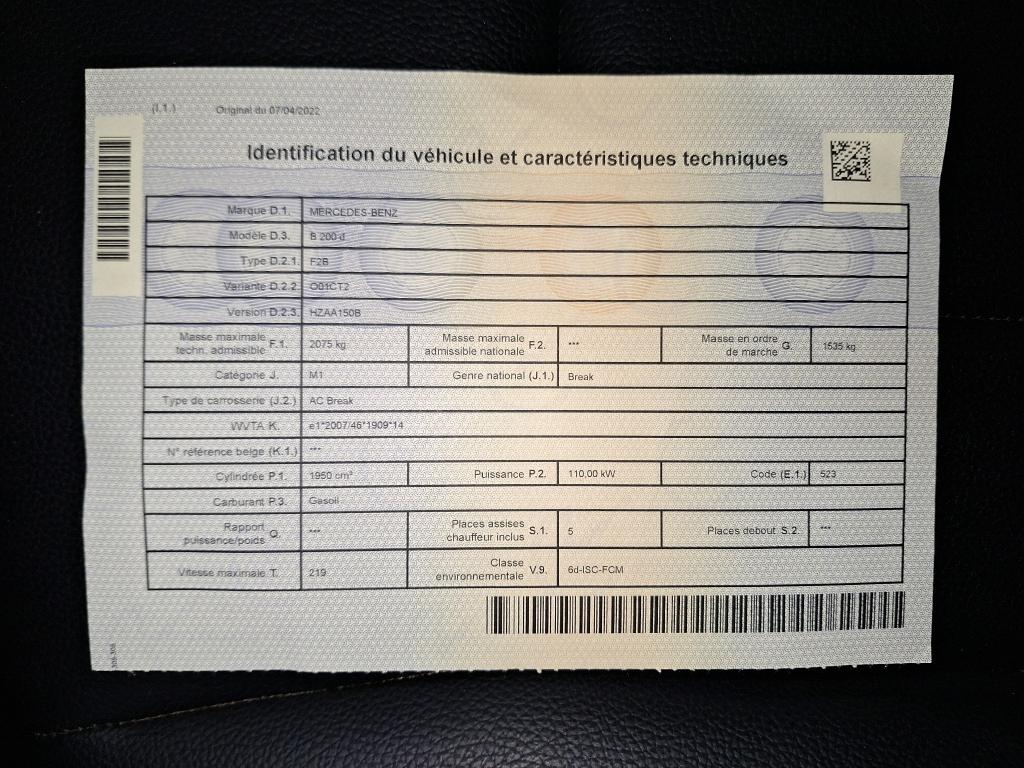 (I.1.) Original du 07/04/2022
Identification du véhicule et caractéristiques techniques
Marque D.1. MERCEDES-BENZ
Modèle D.3. B 200 d
Type D.2.1. F2B
Variante D.2.2. O01CT2
Version D.2.3. HZAA150B
Masse maximale techn. admissible F.1. 2075 kg Masse maximale admissible nationale F.2. *** Masse en ordre de marche G. 1535 kg
Catégorie J. M1 Genre national (J.1.) Break
Type de carrosserie (J.2.) AC Break
WVTA K. e1*2007/46*1909*14
N° référence belge (K.1.) ***
Cylindrée P.1. 1950 cm³ Puissance P.2. 110,00 kW Code (E.1.) 523
Carburant P.3. Gasoil
Rapport puissance/poids Q. *** Places assises chauffeur inclus S.1. 5 Places debout S.2. ***
Vitesse maximale T. 219 Classe environnementale V.9. 6d-ISC-FCM